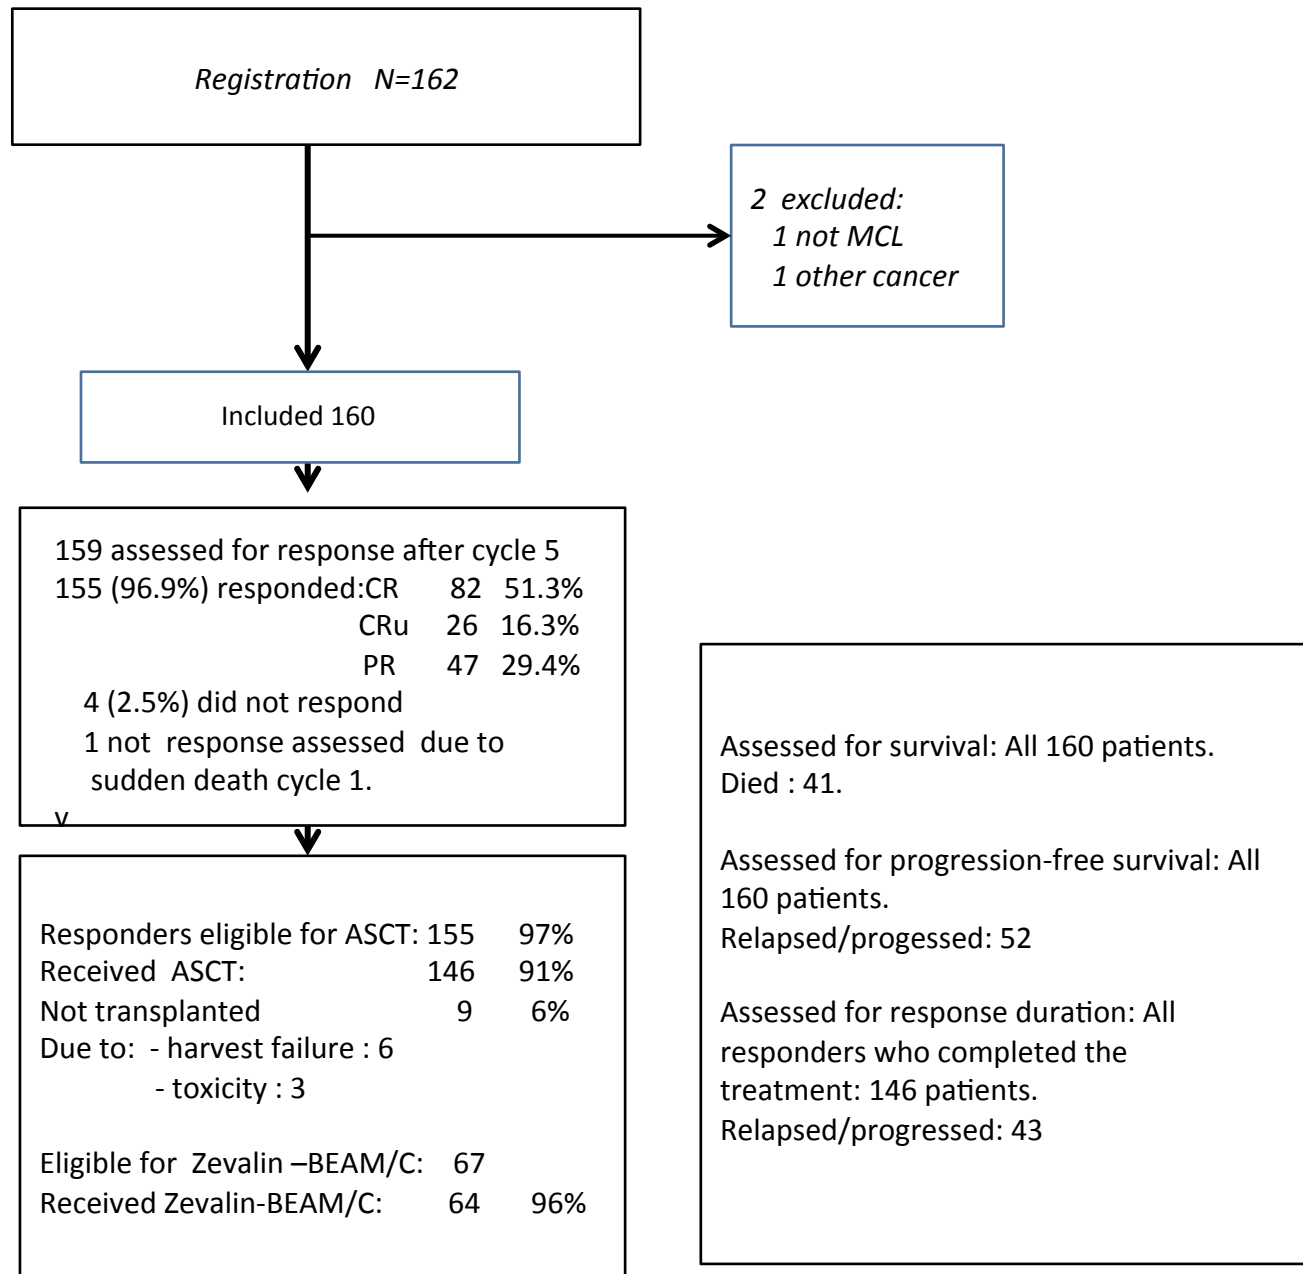 Registration N=162
2 excluded:
1 not MCL
1 other cancer
Included 160
159 assessed for response after cycle 5
155 (96.9%) responded:CR 82 51.3%
CRu 26 16.3%
PR 47 29.4%
4 (2.5%) did not respond
1 not response assessed due to
sudden death cycle 1.
v
Responders eligible for ASCT: 155 97%
Received ASCT: 146 91%
Not transplanted 9 6%
Due to: - harvest failure : 6
- toxicity : 3
Eligible for Zevalin –BEAM/C: 67
Received Zevalin-BEAM/C: 64 96%
Assessed for survival: All 160 patients.
Died : 41.
Assessed for progression-free survival: All
160 patients.
Relapsed/progessed: 52
Assessed for response duration: All
responders who completed the
treatment: 146 patients.
Relapsed/progressed: 43